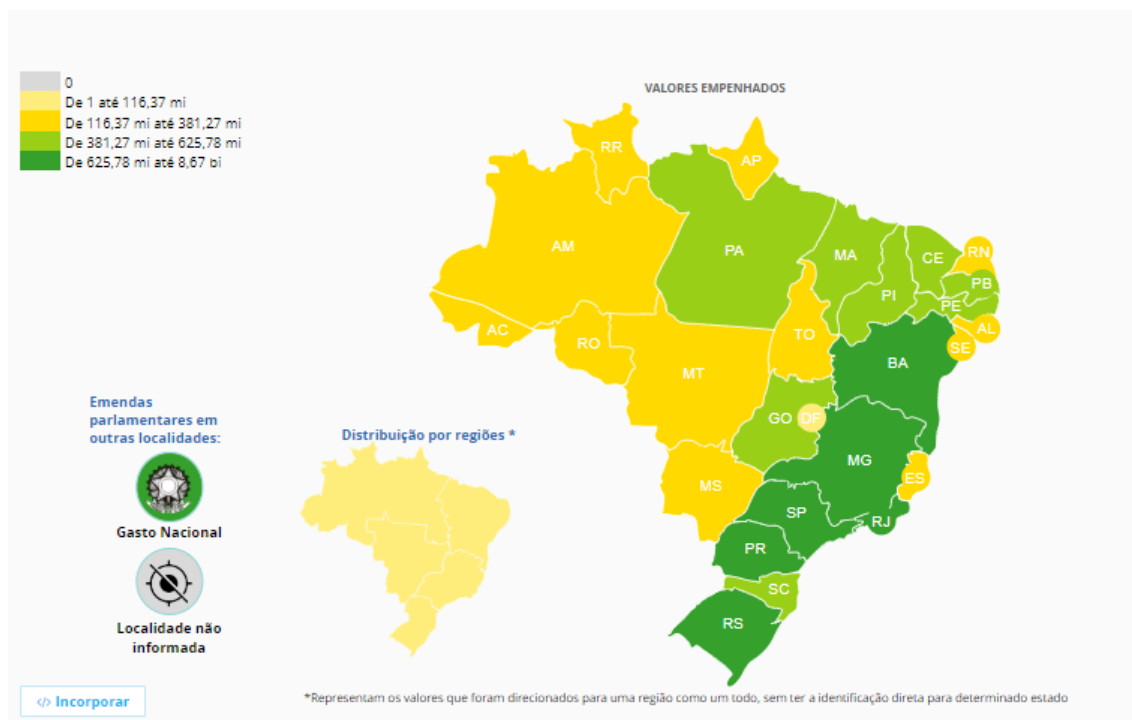 0
De 1 até 116,37 mi
De 116,37 mi até 381,27 mi
De 381,27 mi até 625,78 mi
De 625,78 mi até 8,67 bi
VALORES EMPENHADOS
RR
AP
AM
PA
MA
CE
RN
PI
PB
PE
AC
RO
TO
AL
SE
MT
BA
GO
DF
MG
MS
ES
SP
RJ
PR
SC
RS
Emendas
parlamentares em
outras localidades:
Gasto Nacional
Localidade não
informada
Distribuição por regiões *
</> Incorporar
*Representam os valores que foram direcionados para uma região como um todo, sem ter a identificação direta para determinado estado